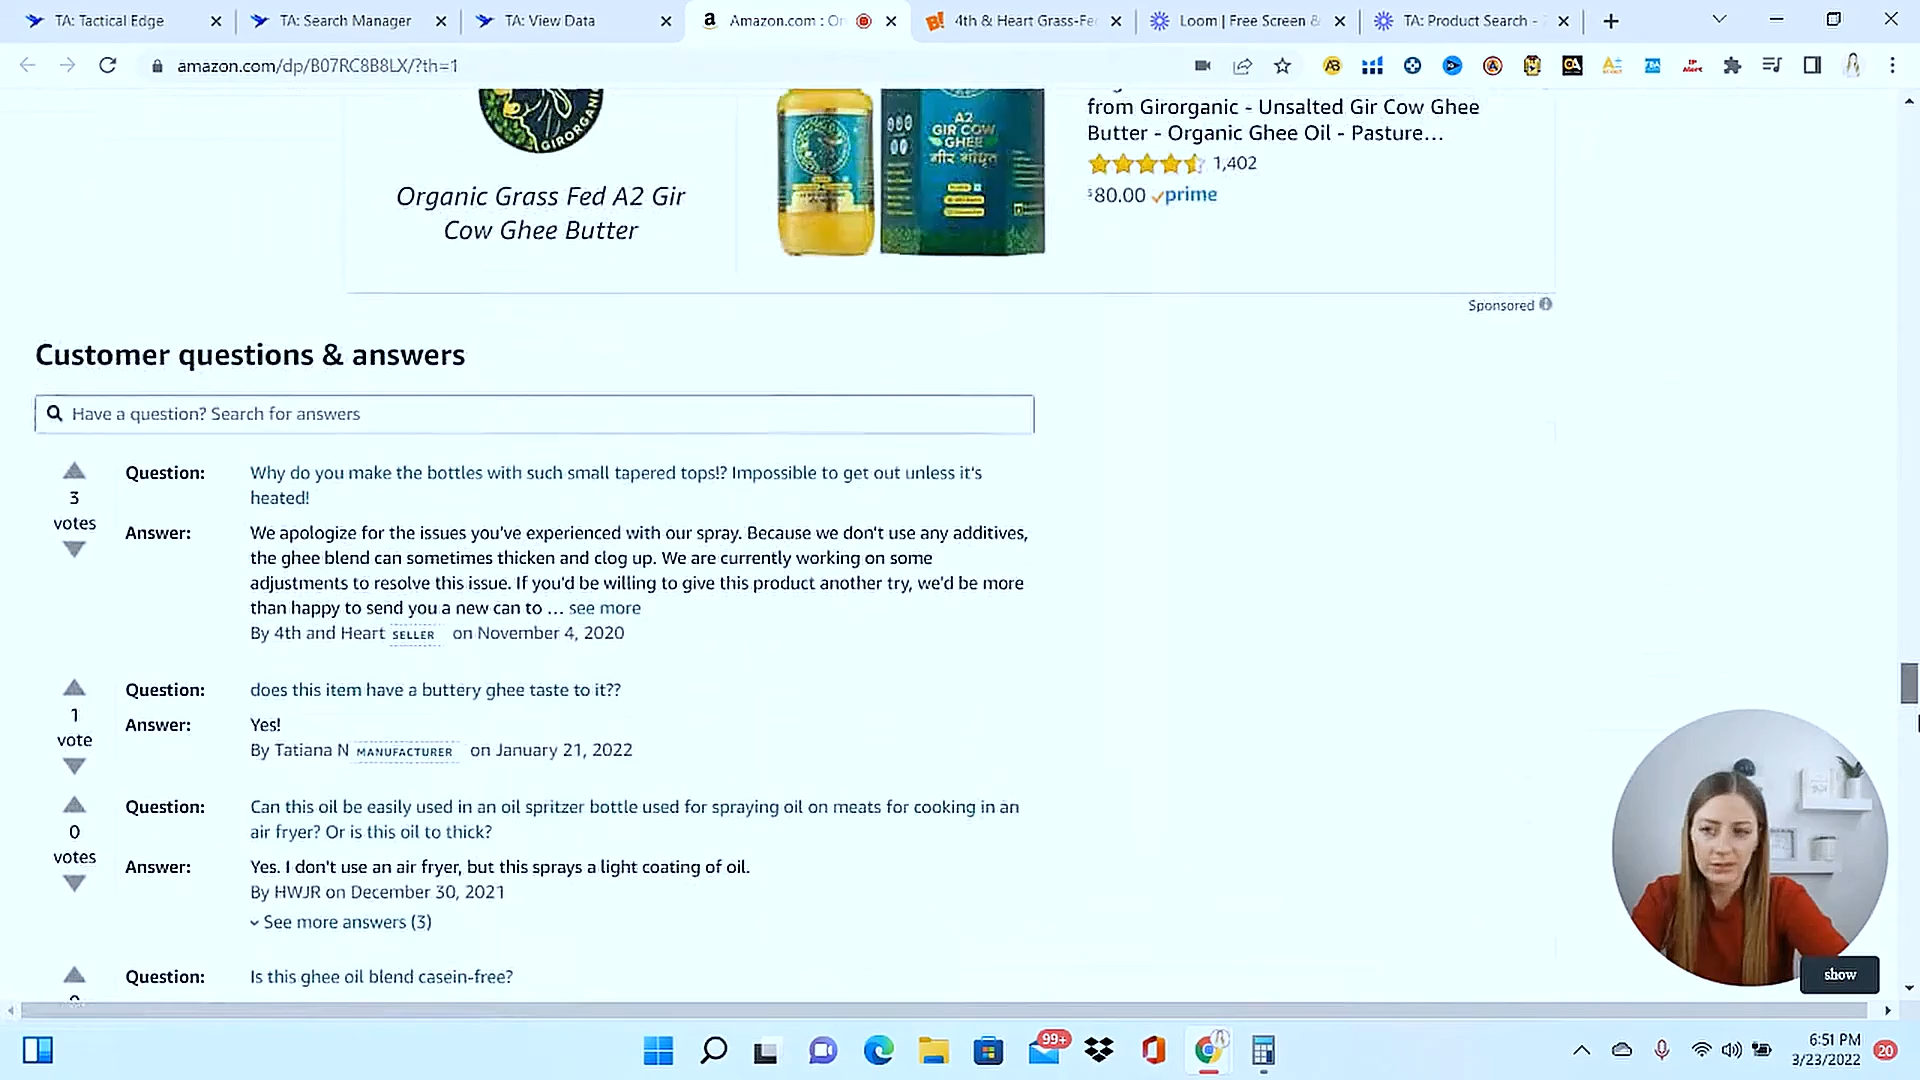 TA: Tactical Edge
TA: Search Manager
TA: View Data
Amazon.com : Or
4th & Heart Grass-Fe
Loom | Free Screen &
TA: Product Search -
amazon.com/dp/B07RC8B8LX/?th=1
GIRORGANIC
A2
GIR COW
GHEE
Organic Grass Fed A2 Gir
Cow Ghee Butter
from Girorganic - Unsalted Gir Cow Ghee
Butter - Organic Ghee Oil - Pasture...
1,402
$80.00 prime
Sponsored
Customer questions & answers
Have a question? Search for answers
3
votes
Question:
Why do you make the bottles with such small tapered tops!? Impossible to get out unless it's
heated!
Answer:
We apologize for the issues you've experienced with our spray. Because we don't use any additives,
the ghee blend can sometimes thicken and clog up. We are currently working on some
adjustments to resolve this issue. If you'd be willing to give this product another try, we'd be more
than happy to send you a new can to ... see more
By 4th and Heart SELLER on November 4, 2020
1
vote
Question:
does this item have a buttery ghee taste to it??
Answer:
Yes!
By Tatiana N MANUFACTURER on January 21, 2022
0
votes
Question:
Can this oil be easily used in an oil spritzer bottle used for spraying oil on meats for cooking in an
air fryer? Or is this oil to thick?
Answer:
Yes. I don't use an air fryer, but this sprays a light coating of oil.
By HWJR on December 30, 2021
See more answers (3)
Question:
Is this ghee oil blend casein-free?
show
99+
6:51 PM
3/23/2022
20